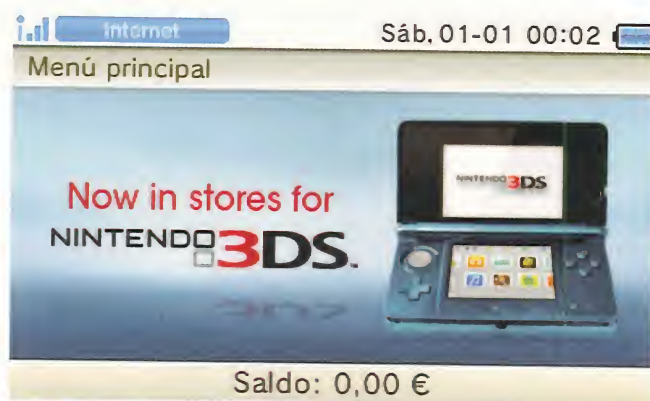 Internet
Sáb. 01-01 00:02
Menú principal
Now in stores for
NINTENDO3DS.
NINTENDO3DS
Saldo: 0,00 €